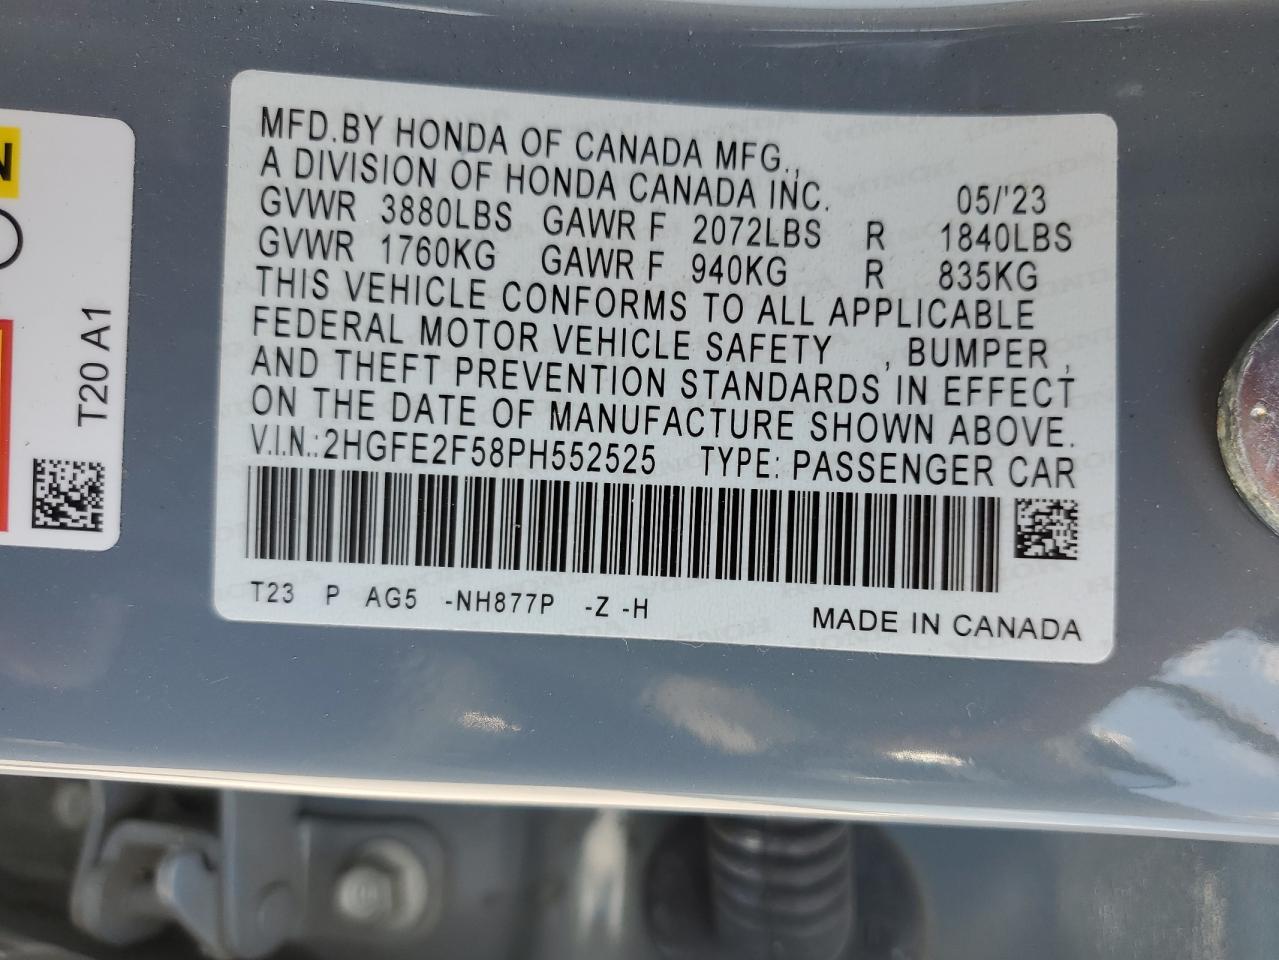 MFD.BY HONDA OF CANADA MFG.,
A DIVISION OF HONDA CANADA INC. 05/'23
GVWR 3880LBS GAWR F 2072LBS R 1840LBS
GVWR 1760KG GAWR F 940KG R 835KG
THIS VEHICLE CONFORMS TO ALL APPLICABLE
FEDERAL MOTOR VEHICLE SAFETY , BUMPER ,
AND THEFT PREVENTION STANDARDS IN EFFECT
ON THE DATE OF MANUFACTURE SHOWN ABOVE.
V.I.N.:2HGFE2F58PH552525 TYPE: PASSENGER CAR
T23 P AG5 -NH877P -Z -H
MADE IN CANADA
N
T20 A1